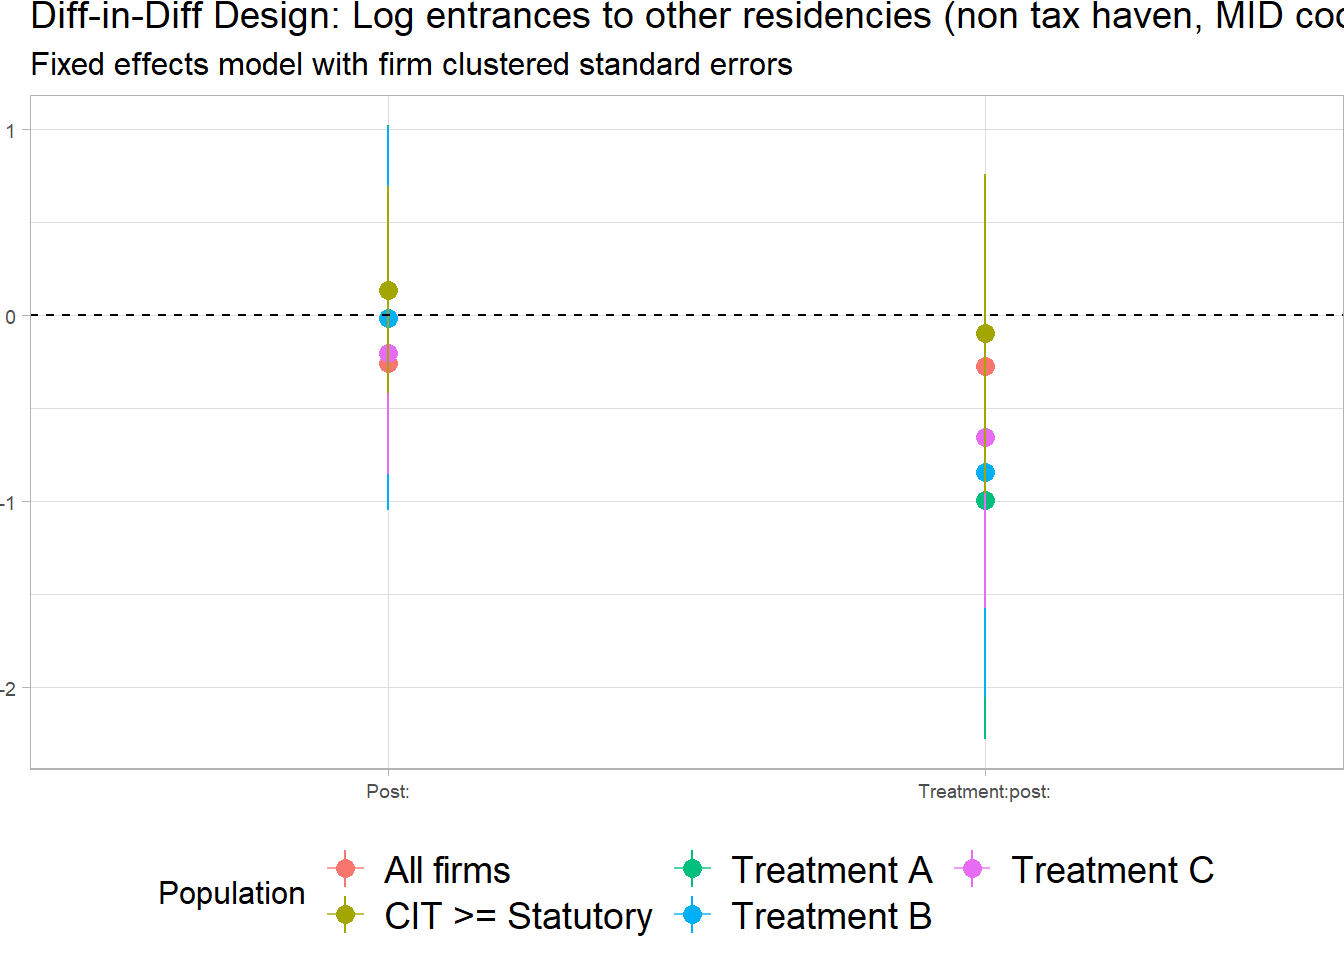 Diff-in-Diff Design: Log entrances to other residencies (non tax haven, MID
Fixed effects model with firm clustered standard errors
1
0
-1
-2
Post:
Treatment:post:
Population
All firms
Treatment A
Treatment C
CIT >= Statutory
Treatment B